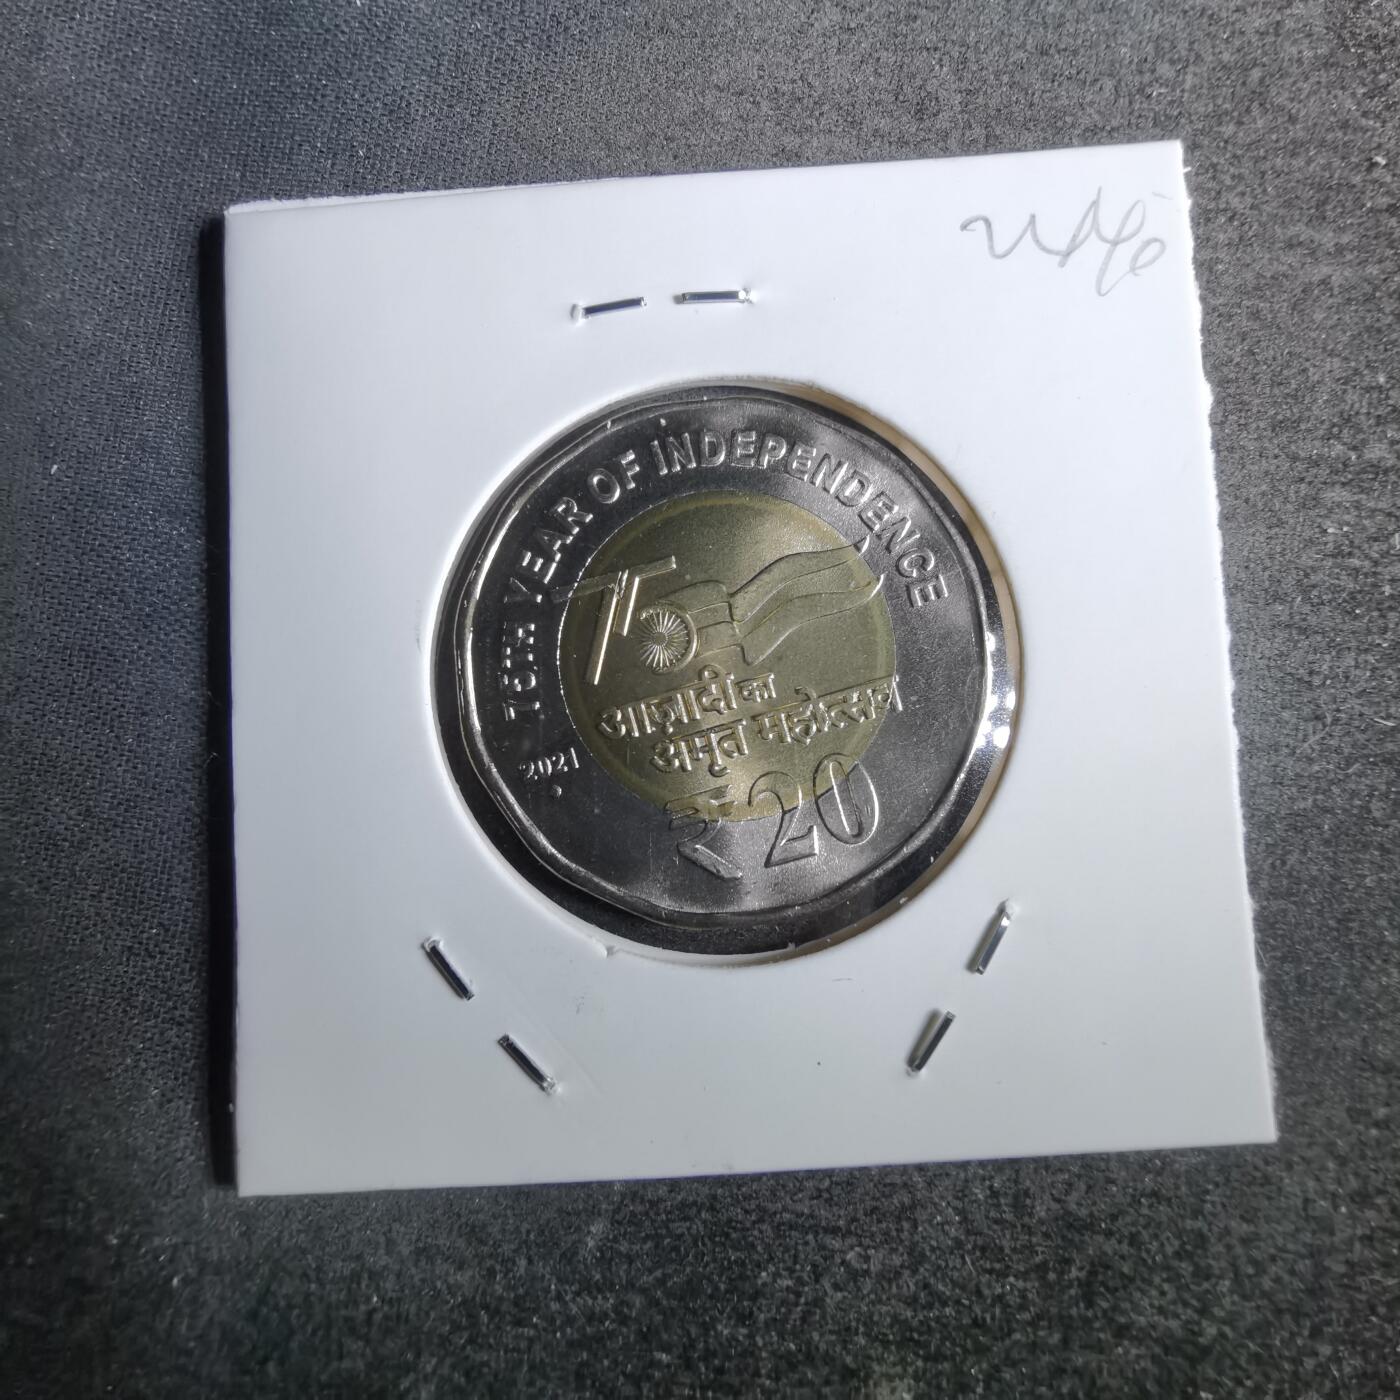 75TH YEAR OF INDEPENDENCE
75
आज़ादी का
अमृत महोत्सव
2021
₹ 20